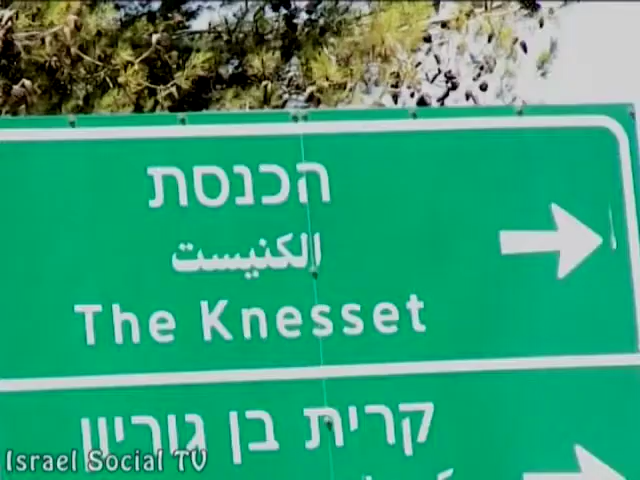 הכנסת
الكنيست
The Knesset
קרית בן גוריון
Israel Social TV